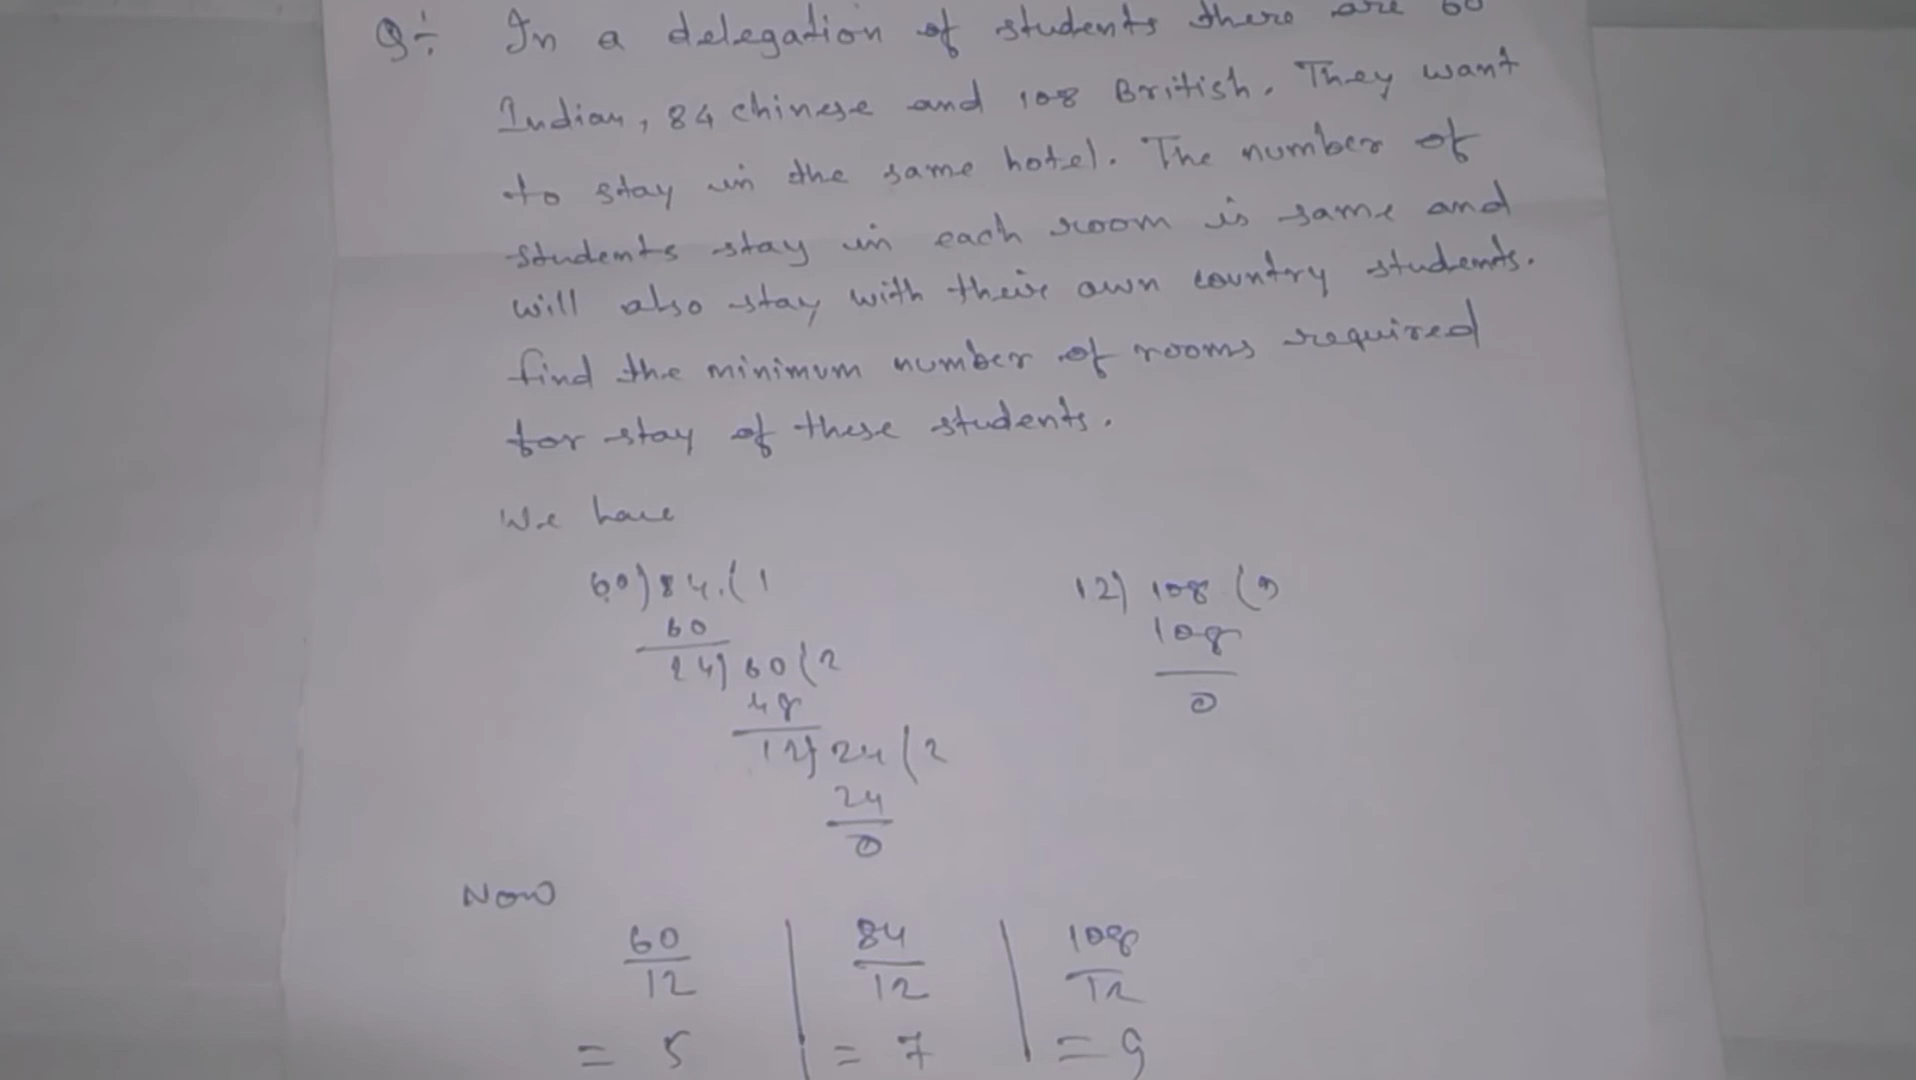 Q÷ In a delegation of students there are 60
Indian, 84 chinese and 108 British. They want
to stay in the same hotel. The number of
students stay in each room is same and
will also stay with their own country students.
find the minimum number of rooms required
for stay of these students.
We have
60)84.(1 12) 108 (9
60 108
24) 60 (2 0
48
12) 24 (2
24
0
Now
60 84 108
12 12 12
= 5 = 7 = 9